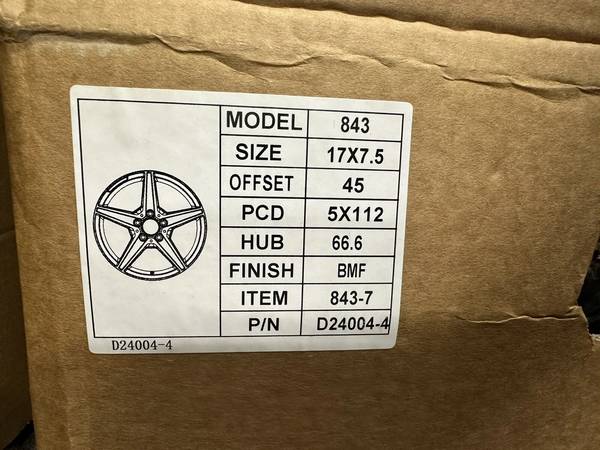 MODEL 843
SIZE 17X7.5
OFFSET 45
PCD 5X112
HUB 66.6
FINISH BMF
ITEM 843-7
P/N D24004-4
D24004-4